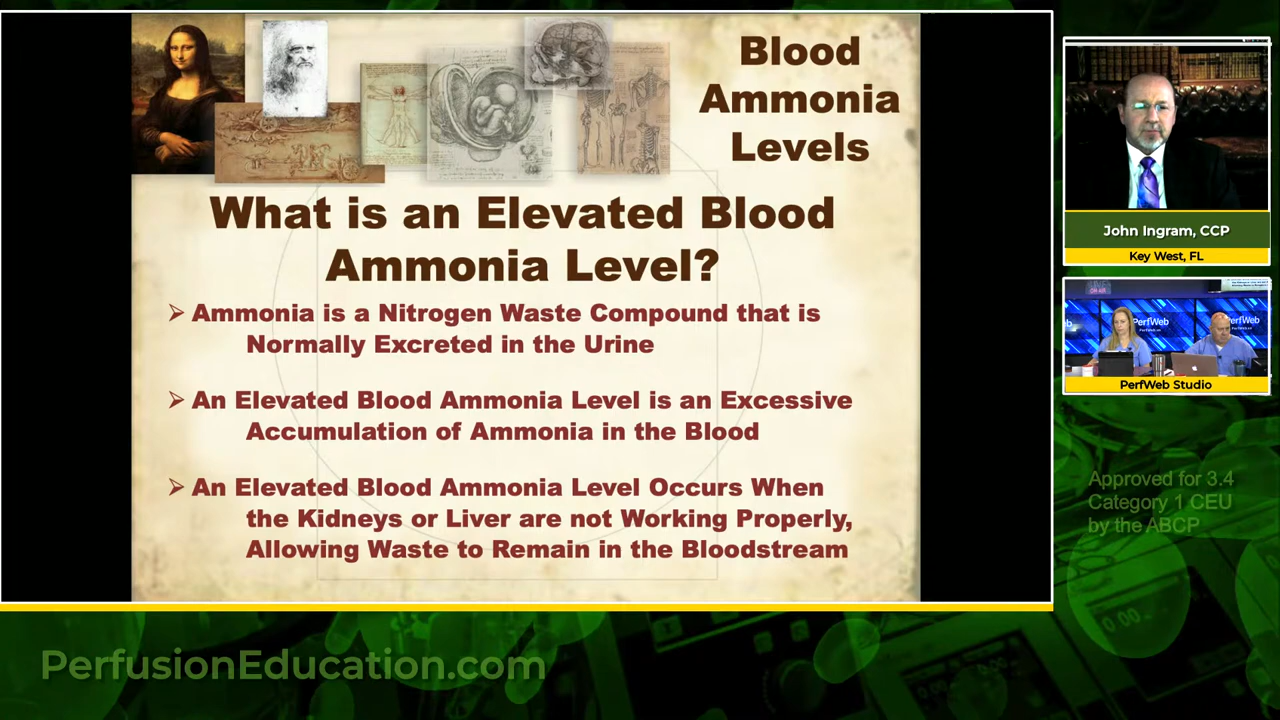 Blood
Ammonia
Levels
What is an Elevated Blood
Ammonia Level?
➢ Ammonia is a Nitrogen Waste Compound that is
Normally Excreted in the Urine
➢ An Elevated Blood Ammonia Level is an Excessive
Accumulation of Ammonia in the Blood
➢ An Elevated Blood Ammonia Level Occurs When
the Kidneys or Liver are not Working Properly,
Allowing Waste to Remain in the Bloodstream
John Ingram, CCP
Key West, FL
PerfWeb
PerfWeb
PerfWeb Studio
Approved for 3.4
Category 1 CEU
by the ABCP
PerfusionEducation.com